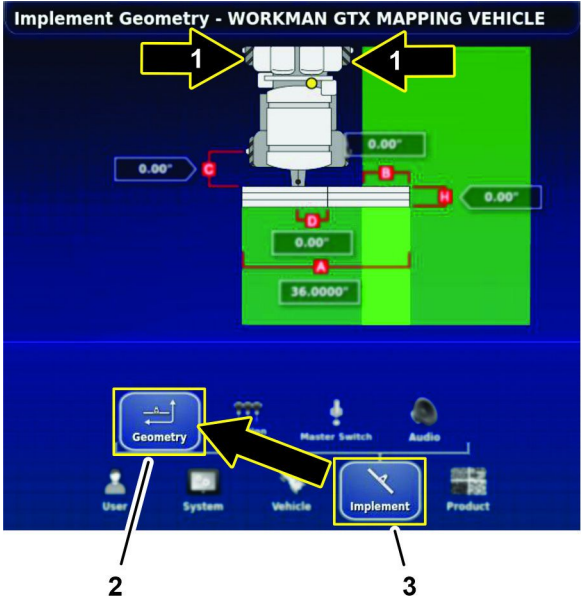 Implement Geometry - WORKMAN GTX MAPPING VEHICLE
1 1
0.00"
0.00" C
B
H 0.00"
D
0.00"
A
36.0000"
Geometry
Master Switch
Audio
User
System
Vehicle
Implement
Product
2 3